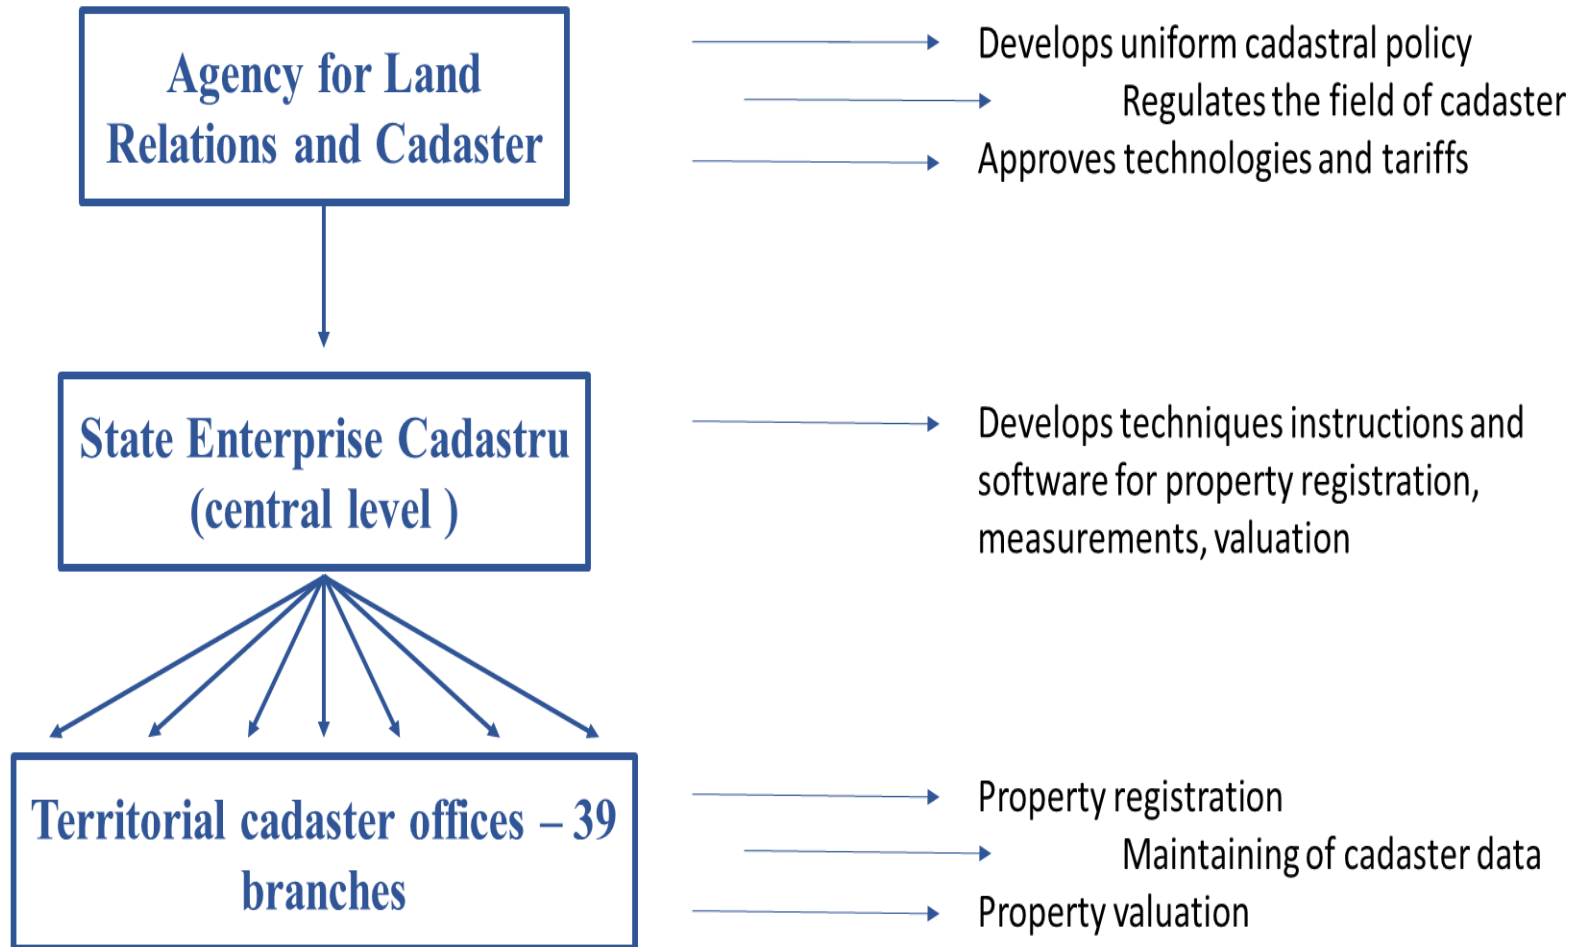 Agency for Land
Relations and Cadaster
Develops uniform cadastral policy
Regulates the field of cadaster
Approves technologies and tariffs
State Enterprise Cadastru
(central level )
Develops techniques instructions and
software for property registration,
measurements, valuation
Territorial cadaster offices – 39
branches
Property registration
Maintaining of cadaster data
Property valuation